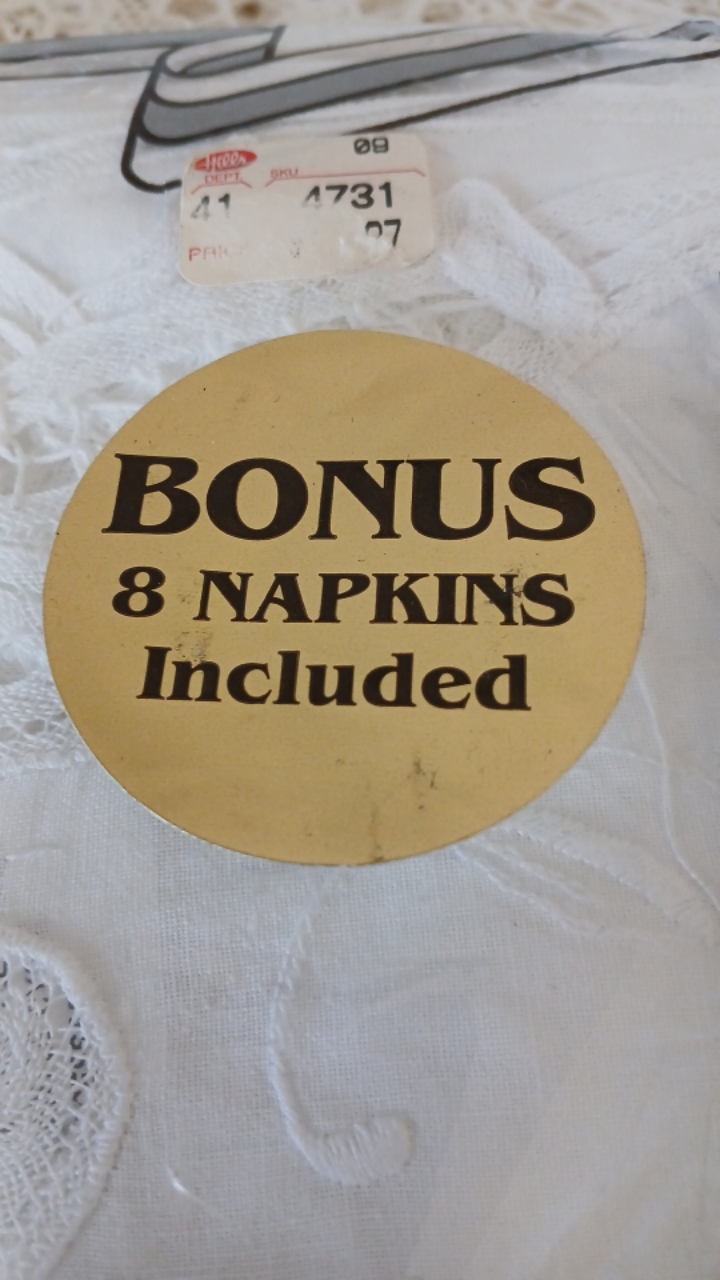 09
Hills
DEPT. SKU
41 4731
97
BONUS
8 NAPKINS
Included